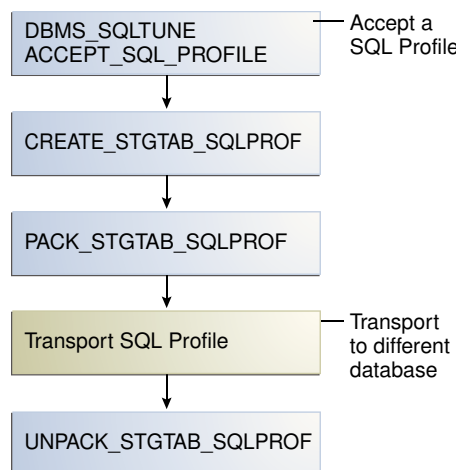 DBMS_SQLTUNE
ACCEPT_SQL_PROFILE
Accept a
SQL Profile
CREATE_STGTAB_SQLPROF
PACK_STGTAB_SQLPROF
Transport SQL Profile
Transport
to different
database
UNPACK_STGTAB_SQLPROF